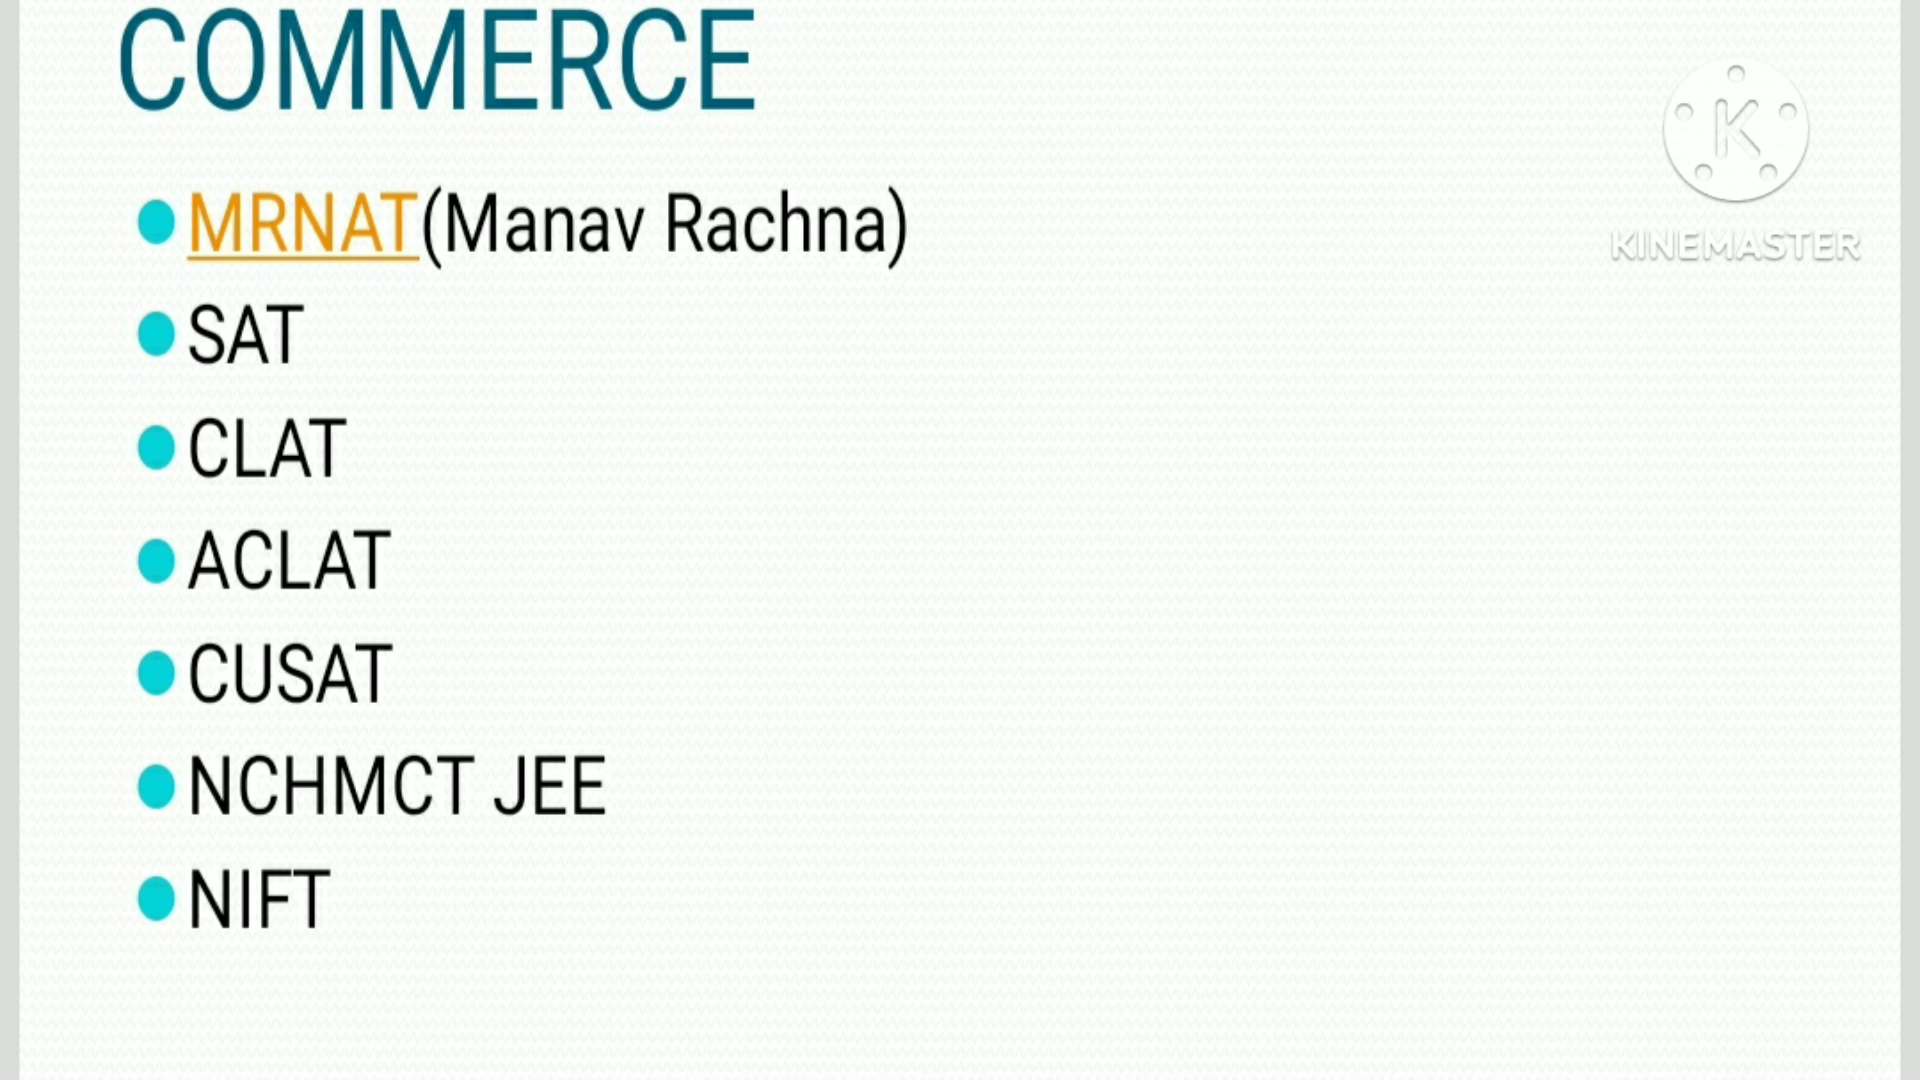 COMMERCE
MRNAT(Manav Rachna)
SAT
CLAT
ACLAT
CUSAT
NCHMCT JEE
NIFT
K
KINEMASTER